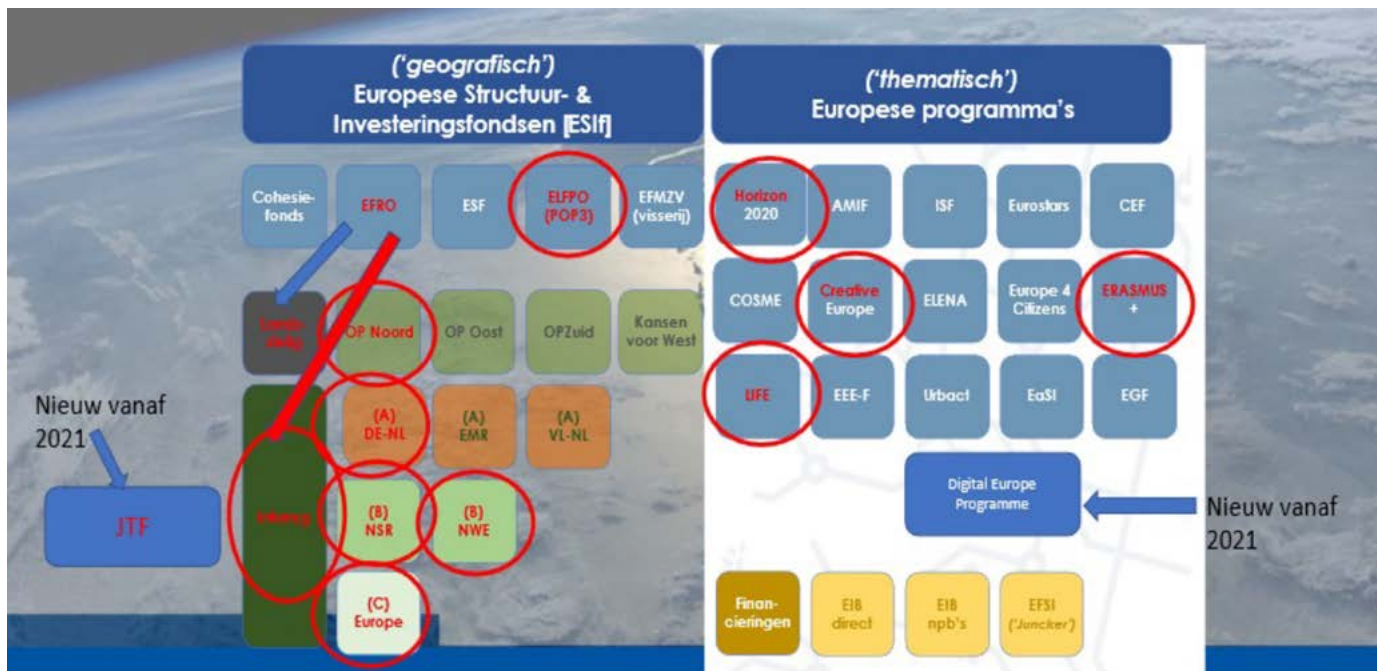 ('geografisch')
Europese Structuur- &
Investeringsfondsen [ESIf]
Cohesie-
fonds
EFRO
ESF
ELFPO
(POP3)
EFMZV
(visserij)
OP Noord
OP Oost
OPZuid
Kansen
voor West
Nieuw vanaf
2021
JTF
Interreg
(A)
DE-NL
(A)
EMR
(A)
VL-NL
(B)
NSR
(B)
NWE
(C)
Europe
('thematisch')
Europese programma's
Horizon
2020
AMIF
ISF
Eurostars
CEF
COSME
Creative
Europe
ELENA
Europe 4
Citizens
ERASMUS
+
LIFE
EEE-F
Urbact
EaSI
EGF
Digital Europe
Programme
Nieuw vanaf
2021
Finan-
cieringen
EIB
direct
EIB
npb's
EFSI
('Juncker')